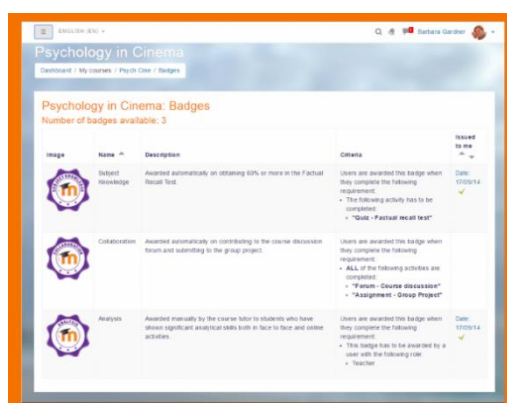 ENGLISH (EN)
Barbara Gardner
Psychology in Cinema
Dashboard / My courses / Psych Cine / Badges
Psychology in Cinema: Badges
Number of badges available: 3
Image
Name
Description
Criteria
Issued to me
Subject Knowledge
Awarded automatically on obtaining 60% or more in the Factual
Recall Test.
Users are awarded this badge when
they complete the following
requirement:
• The following activity has to be
completed:
• "Quiz - Factual recall test"
Date:
17/09/14
Collaboration
Awarded automatically on contributing to the course discussion
forum and submitting to the group project.
Users are awarded this badge when
they complete the following
requirement:
• ALL of the following activities are
completed:
• "Forum - Course discussion"
• "Assignment - Group Project"
Analysis
Awarded manually by the course tutor to students who have
shown significant analytical skills both in face to face and online
activities.
Users are awarded this badge when
they complete the following
requirement:
• This badge has to be awarded by a
user with the following role:
• Teacher
Date:
17/09/14